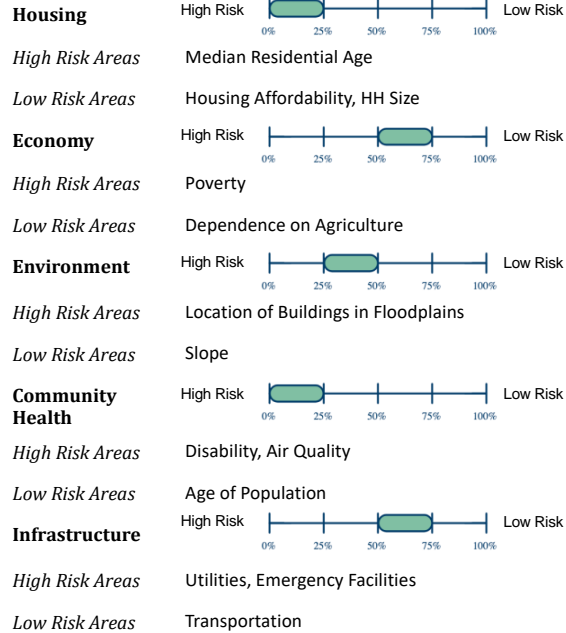 Housing High Risk Low Risk
0% 25% 50% 75% 100%
High Risk Areas Median Residential Age
Low Risk Areas Housing Affordability, HH Size
Economy High Risk Low Risk
0% 25% 50% 75% 100%
High Risk Areas Poverty
Low Risk Areas Dependence on Agriculture
Environment High Risk Low Risk
0% 25% 50% 75% 100%
High Risk Areas Location of Buildings in Floodplains
Low Risk Areas Slope
Community High Risk Low Risk
Health 0% 25% 50% 75% 100%
High Risk Areas Disability, Air Quality
Low Risk Areas Age of Population
Infrastructure High Risk Low Risk
0% 25% 50% 75% 100%
High Risk Areas Utilities, Emergency Facilities
Low Risk Areas Transportation